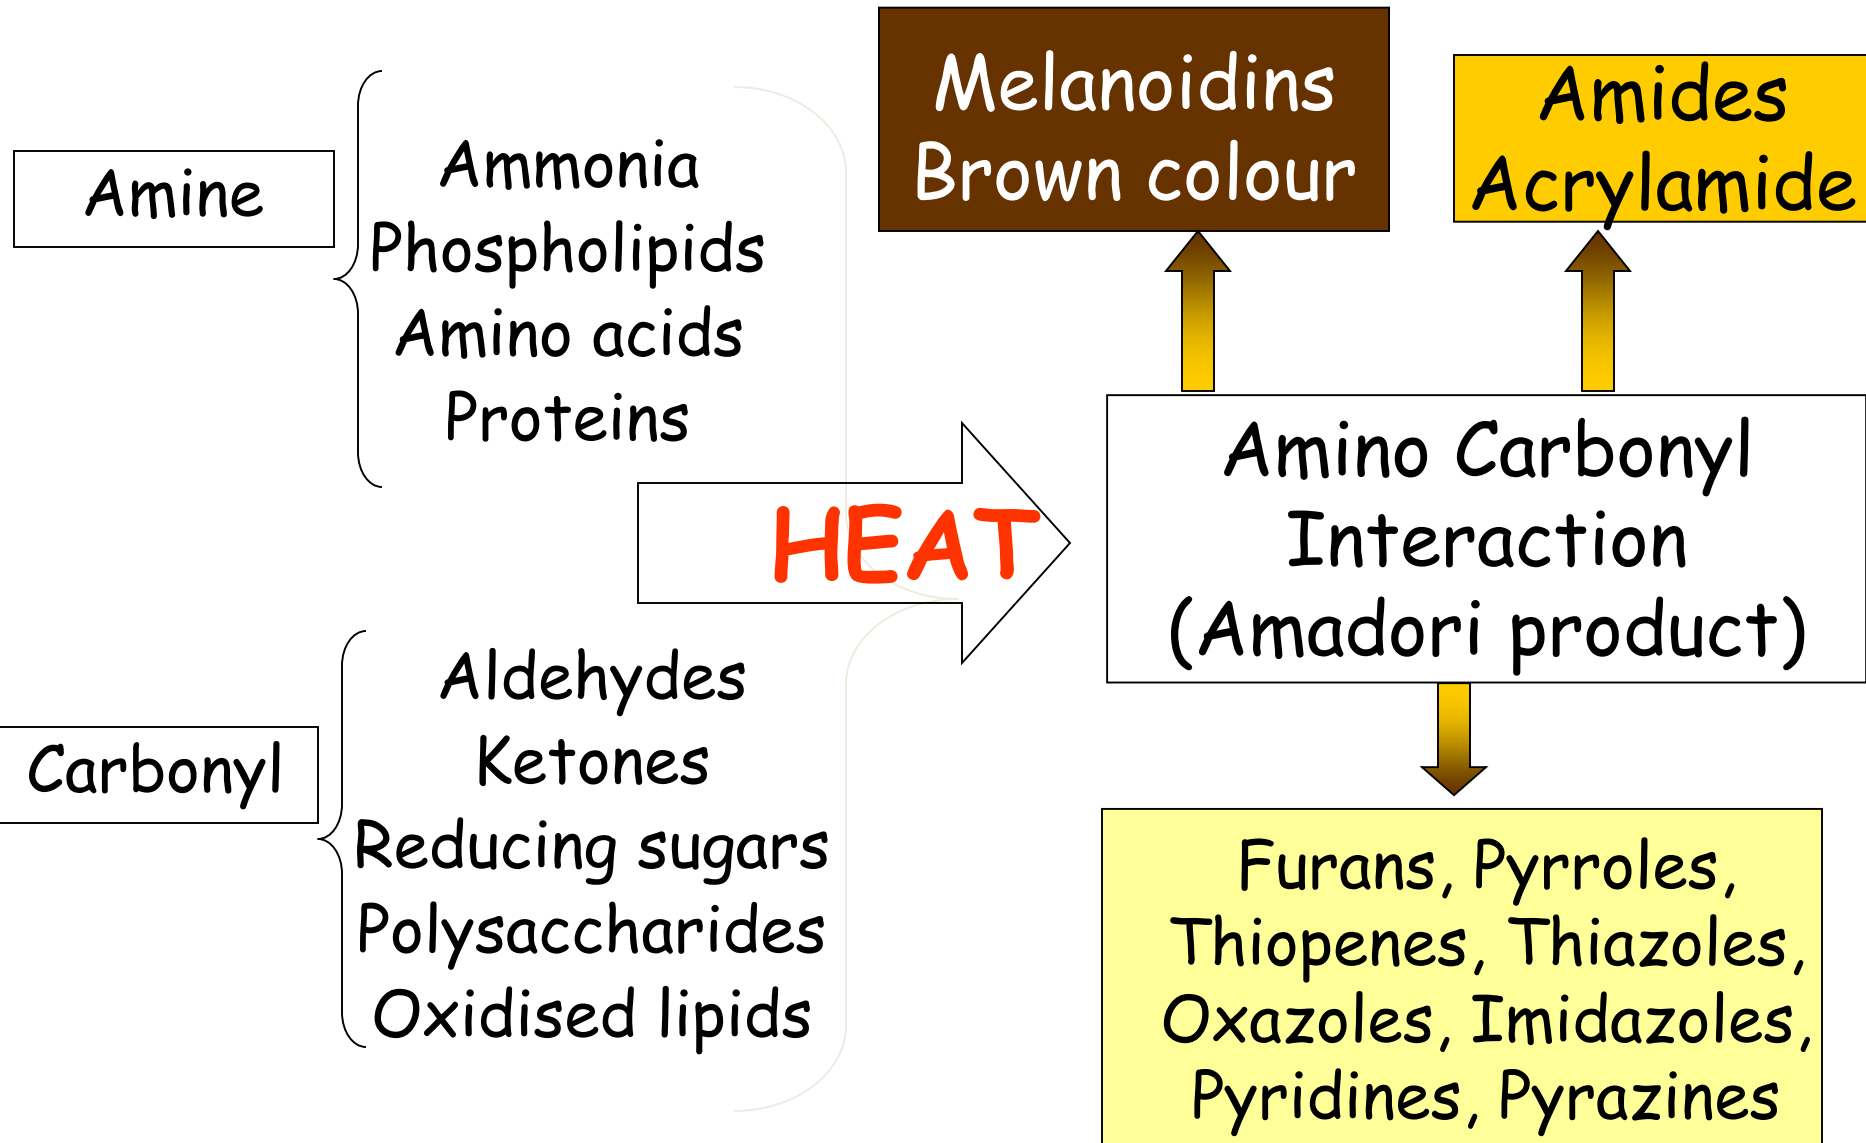 Amine
Ammonia
Phospholipids
Amino acids
Proteins
Carbonyl
Aldehydes
Ketones
Reducing sugars
Polysaccharides
Oxidised lipids
HEAT
Melanoidins
Brown colour
Amides
Acrylamide
Amino Carbonyl
Interaction
(Amadori product)
Furans, Pyrroles,
Thiopenes, Thiazoles,
Oxazoles, Imidazoles,
Pyridines, Pyrazines